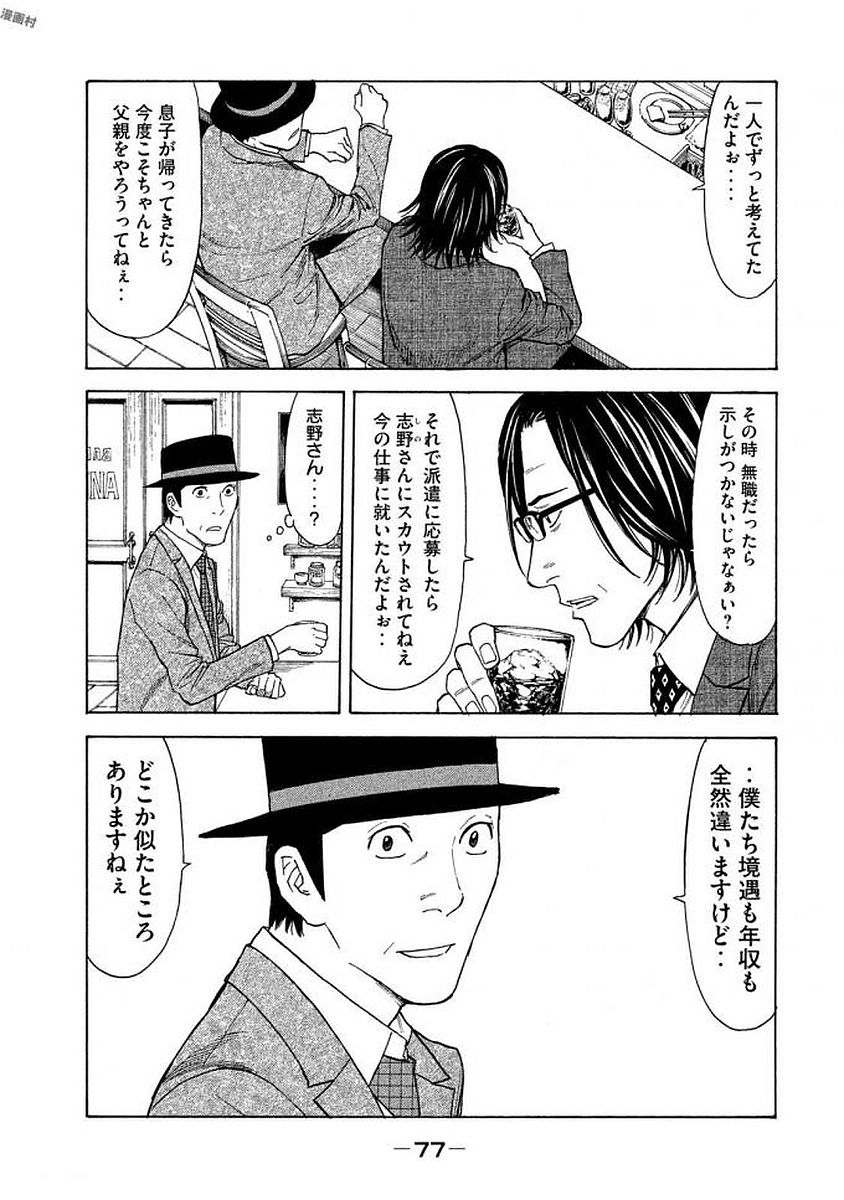 漫画村
一人でずっと考えてた
んだよぉ‥‥
息子が帰ってきたら
今度こそちゃんと
父親をやろうってねぇ‥
その時 無職だったら
示しがつかないじゃなぁい？
それで派遣に応募したら
志野さんにスカウトされてねぇ
しの
今の仕事に就いたんだよぉ‥
志野さん‥‥？
‥僕たち境遇も年収も
全然違いますけど‥
どこか似たところ
ありますねぇ
－77－